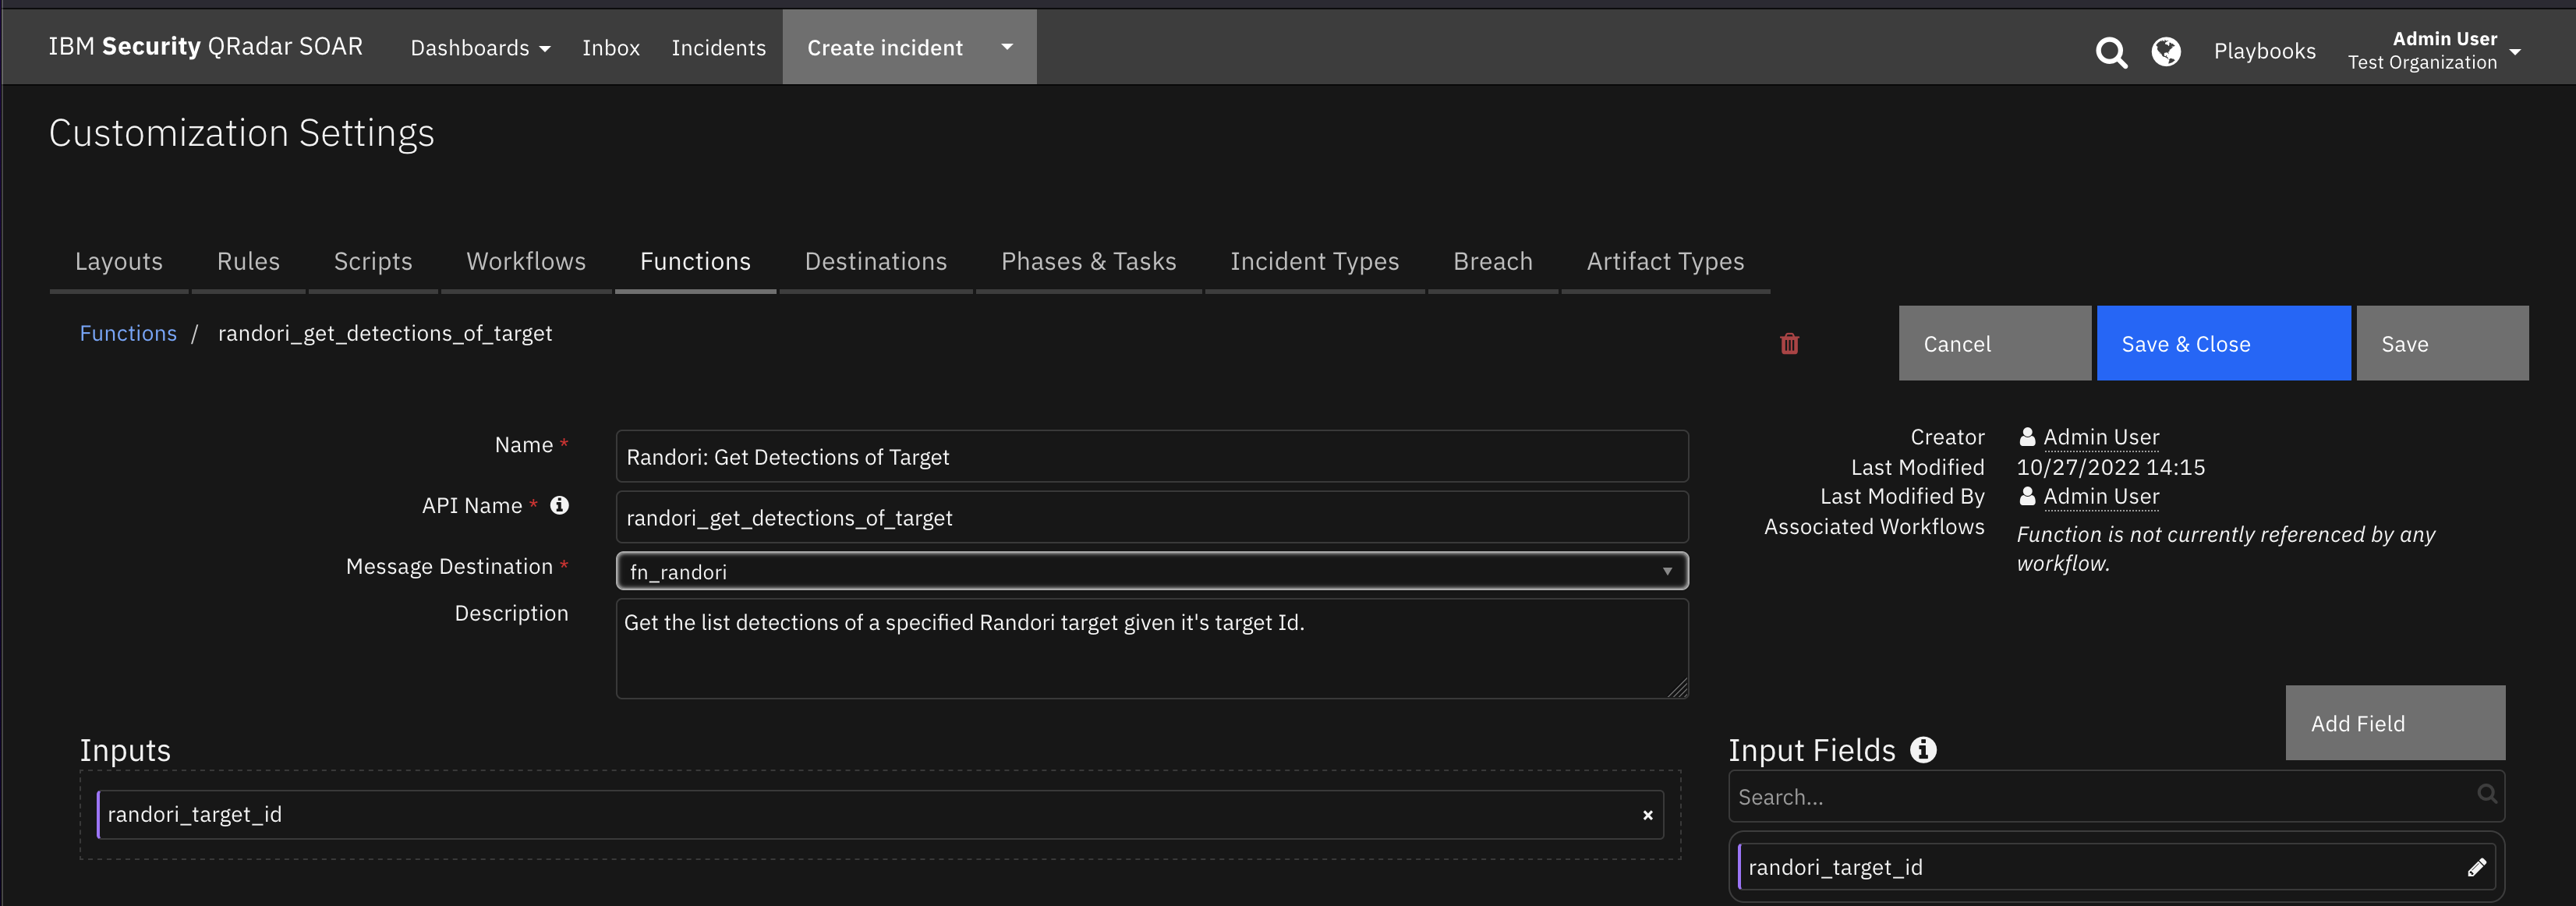 IBM Security QRadar SOAR Dashboards Inbox Incidents Create incident Playbooks Admin User
Test Organization
Customization Settings
Layouts Rules Scripts Workflows Functions Destinations Phases & Tasks Incident Types Breach Artifact Types
Functions / randori_get_detections_of_target
Cancel Save & Close Save
Name * Randori: Get Detections of Target
API Name * randori_get_detections_of_target
Message Destination * fn_randori
Description Get the list detections of a specified Randori target given it's target Id.
Creator Admin User
Last Modified 10/27/2022 14:15
Last Modified By Admin User
Associated Workflows Function is not currently referenced by any
workflow.
Inputs
randori_target_id
Input Fields
Add Field
Search...
randori_target_id